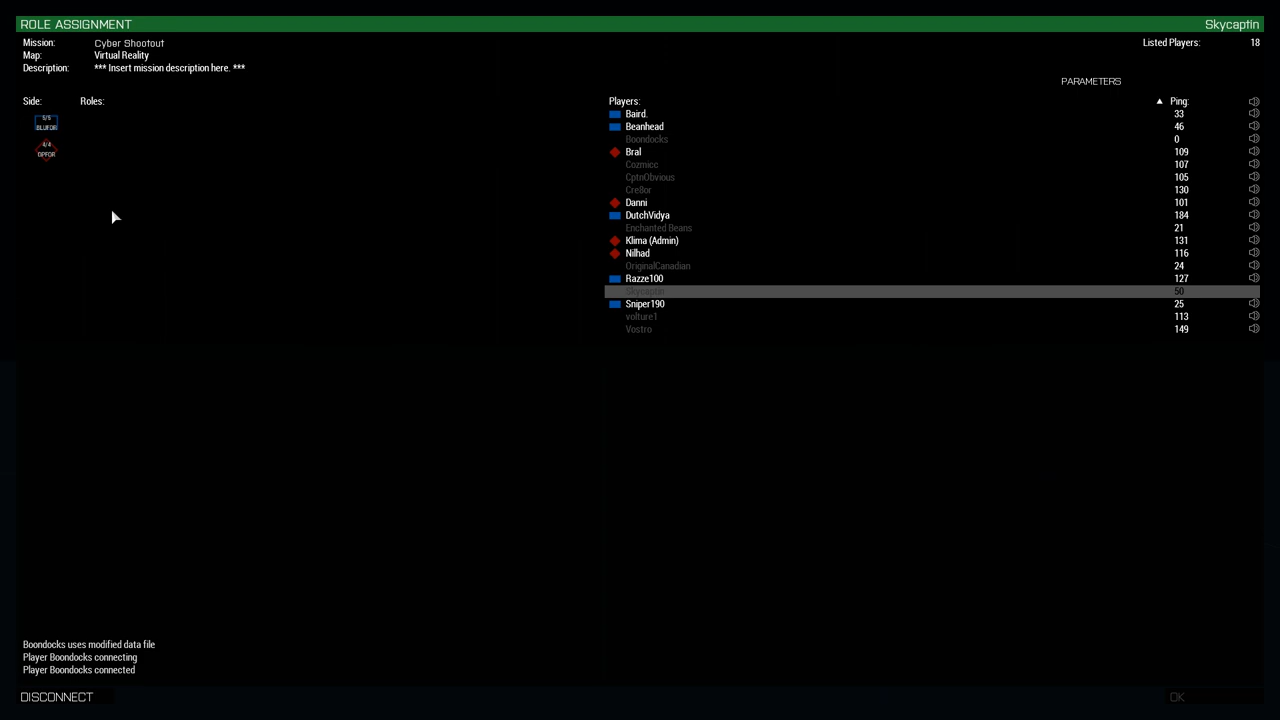 ROLE ASSIGNMENT Skycaptin
Mission: Cyber Shootout Listed Players: 18
Map: Virtual Reality
Description: *** Insert mission description here. ***
PARAMETERS
Side: Roles: Players: Ping:
Baird. 33
5/5
BLUFOR
Beanhead 46
Boondocks 0
4/4
OPFOR
Bral 109
Cozmicc 107
CptnObvious 105
Cre8or 130
Danni 101
DutchVidya 184
Enchanted Beans 21
Klima (Admin) 131
Nilhad 116
OriginalCanadian 24
Razze100 127
Skycaptin 50
Sniper190 25
volture1 113
Vostro 149
Boondocks uses modified data file
Player Boondocks connecting
Player Boondocks connected
DISCONNECT OK